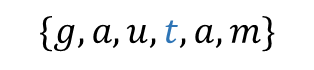 {g, a, u, t, a, m}